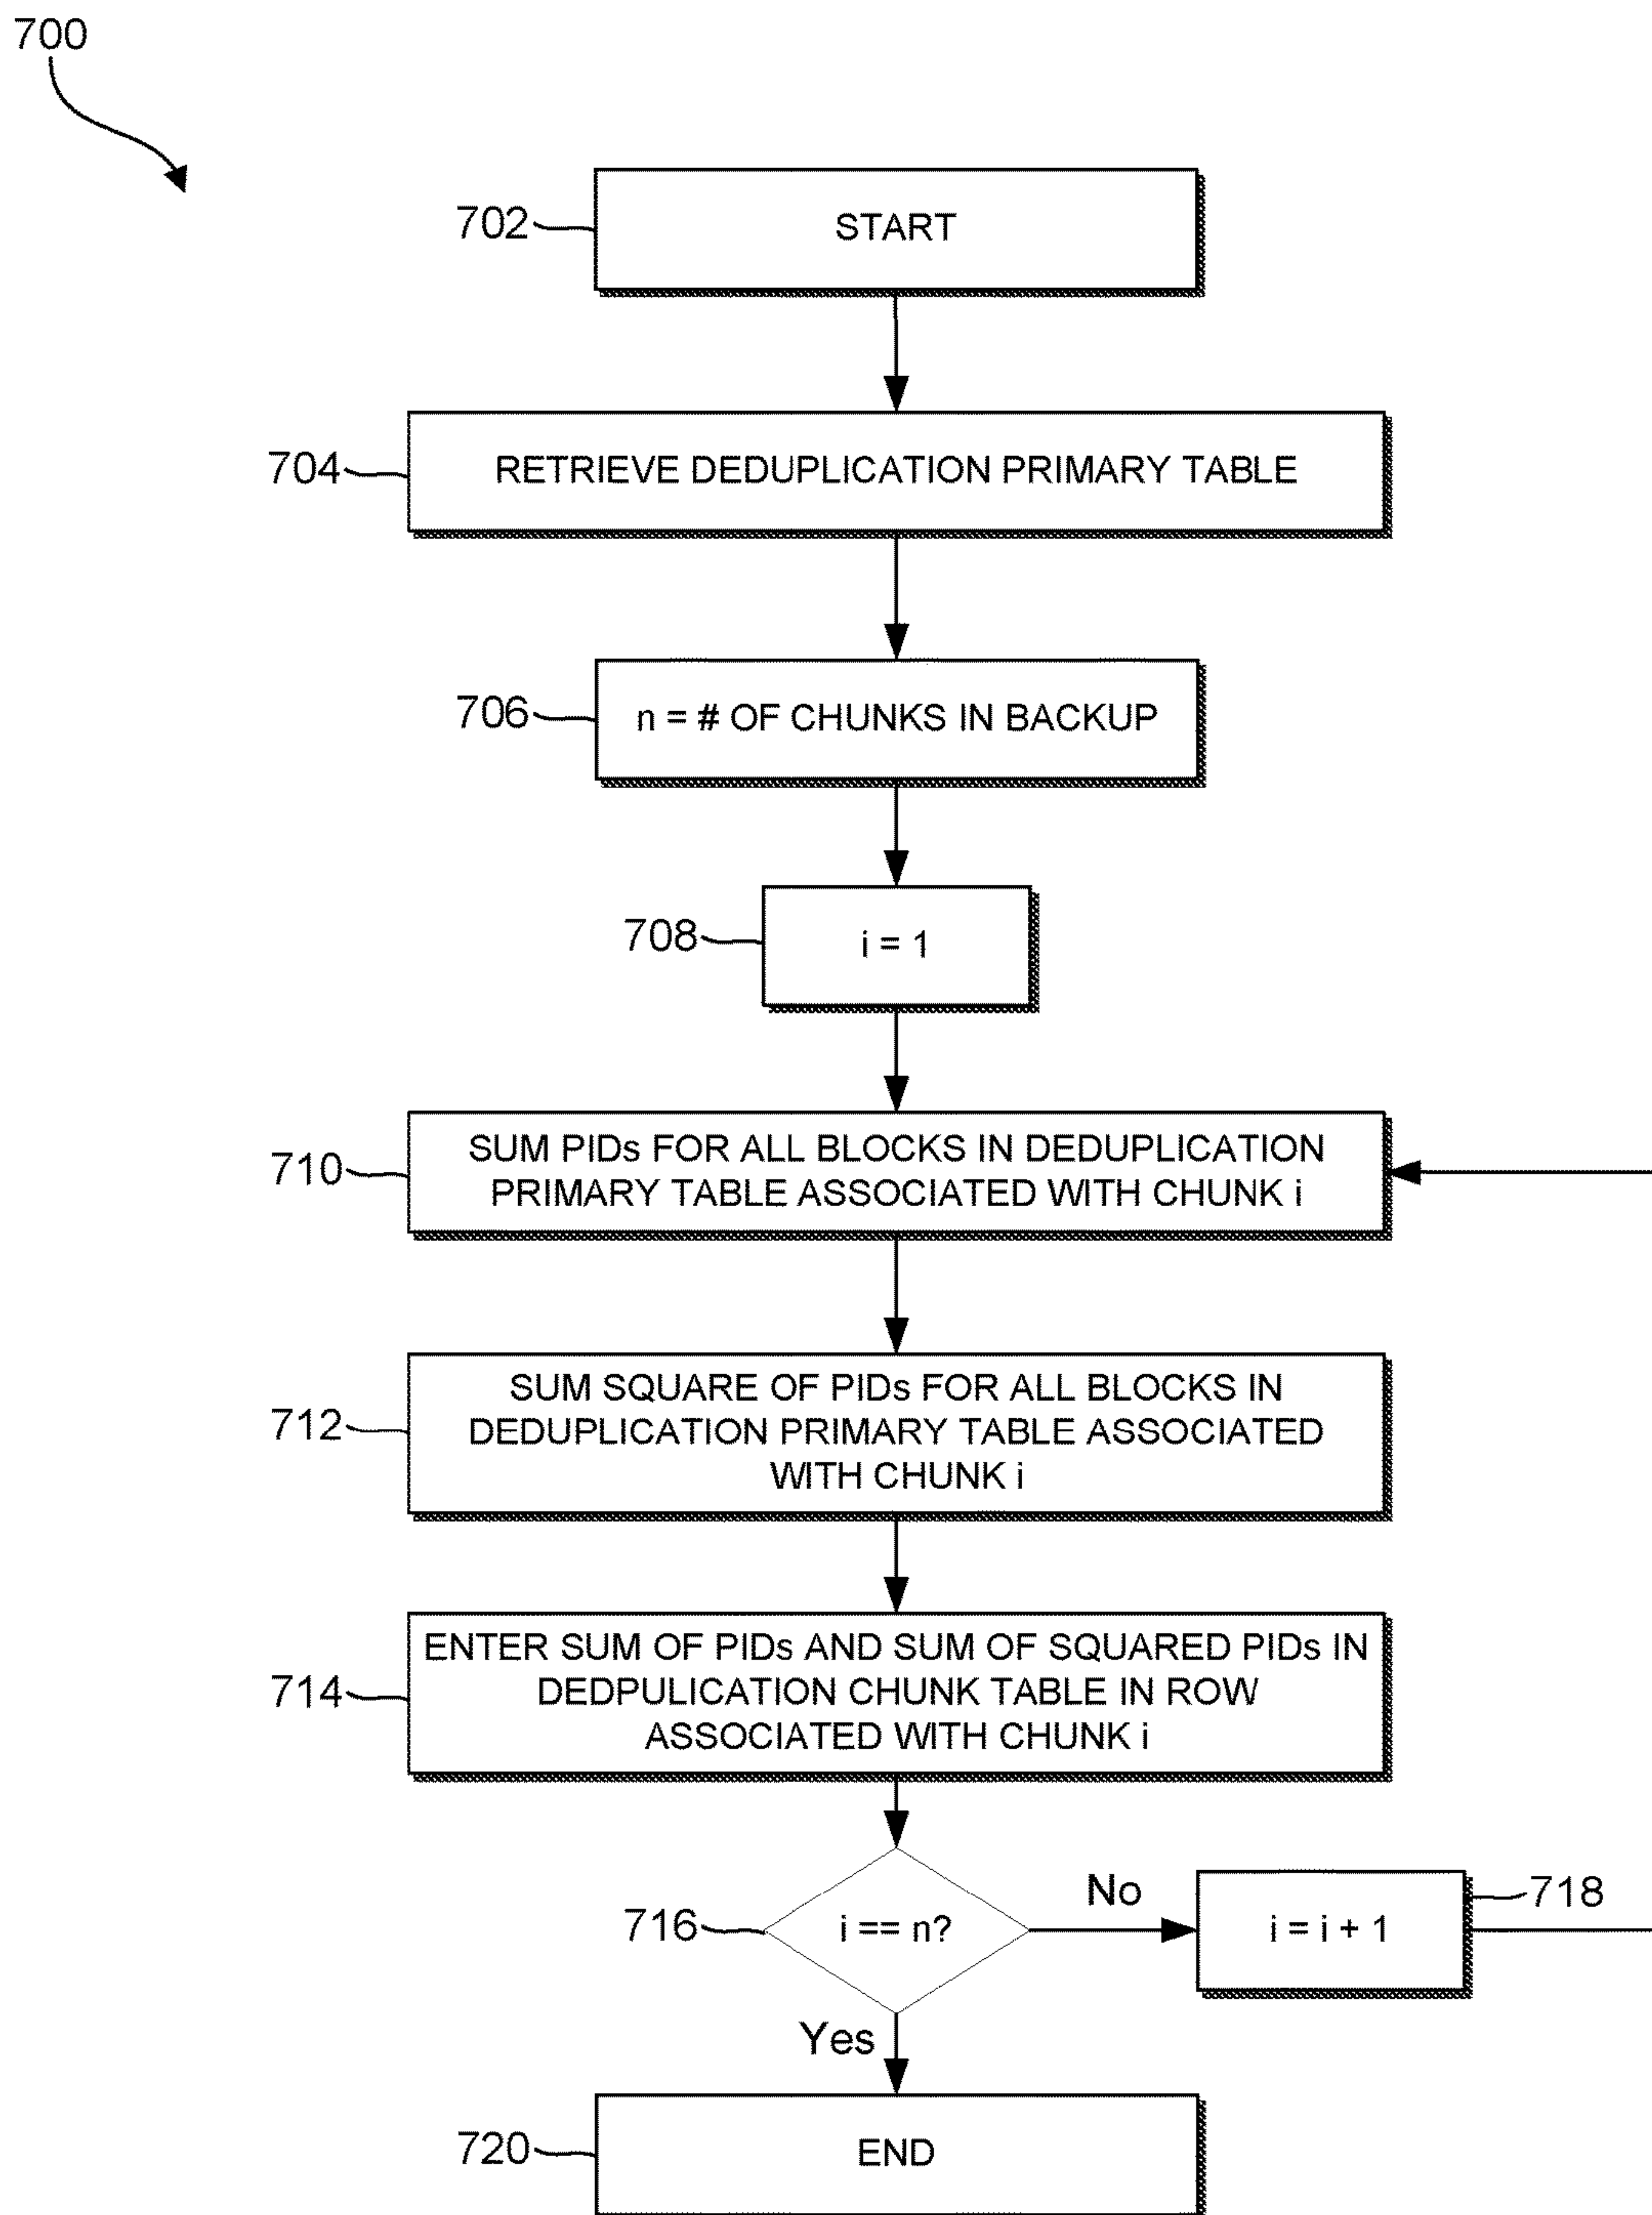 700
702
START
704
RETRIEVE DEDUPLICATION PRIMARY TABLE
706
n = # OF CHUNKS IN BACKUP
708
i = 1
710
SUM PIDs FOR ALL BLOCKS IN DEDUPLICATION
PRIMARY TABLE ASSOCIATED WITH CHUNK i
712
SUM SQUARE OF PIDs FOR ALL BLOCKS IN
DEDUPLICATION PRIMARY TABLE ASSOCIATED
WITH CHUNK i
714
ENTER SUM OF PIDs AND SUM OF SQUARED PIDs IN
DEDPULICATION CHUNK TABLE IN ROW
ASSOCIATED WITH CHUNK i
716
i == n?
No
718
i = i + 1
Yes
720
END